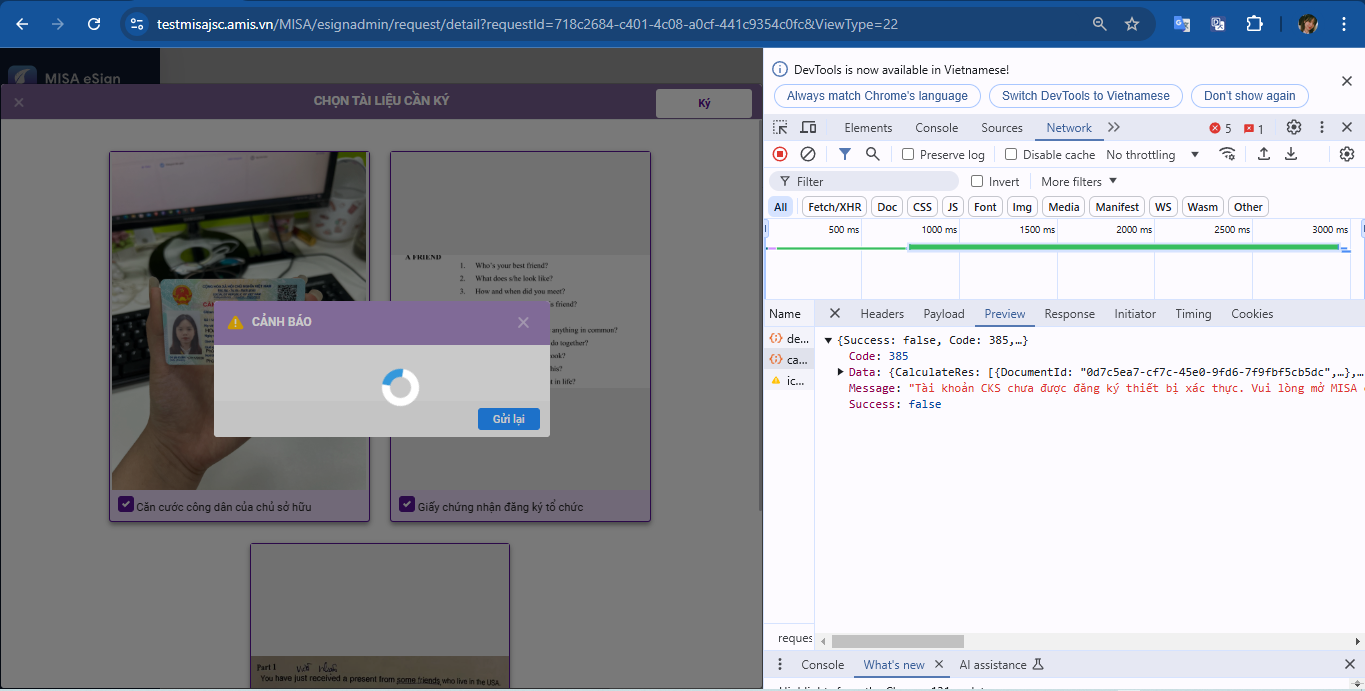 testmisajsc.amis.vn/MISA/esignadmin/request/detail?requestId=718c2684-c401-4c08-a0cf-441c9354c0fc&ViewType=22
MISA eSign
CHỌN TÀI LIỆU CẦN KÝ
Ký
A FRIEND
1. Who's your best friend?
2. What does s/he look like?
3. How and when did you meet?
s friend?
anything in common?
do together?
ook?
his?
t in life?
CẢNH BÁO
Gửi lại
Căn cước công dân của chủ sở hữu
Giấy chứng nhận đăng ký tổ chức
Part 1
You have just received a present from some friends who live in the USA.
DevTools is now available in Vietnamese!
Always match Chrome's language
Switch DevTools to Vietnamese
Don't show again
Elements
Console
Sources
Network
5
1
Preserve log
Disable cache
No throttling
Filter
Invert
More filters
All
Fetch/XHR
Doc
CSS
JS
Font
Img
Media
Manifest
WS
Wasm
Other
500 ms
1000 ms
1500 ms
2000 ms
2500 ms
3000 ms
Name
Headers
Payload
Preview
Response
Initiator
Timing
Cookies
de...
ca...
ic...
{Success: false, Code: 385,…}
Code: 385
Data: {CalculateRes: [{DocumentId: "0d7c5ea7-cf7c-45e0-9fd6-7f9fbf5cb5dc",…},…
Message: "Tài khoản CKS chưa được đăng ký thiết bị xác thực. Vui lòng mở MISA
Success: false
reques
Console
What's new
AI assistance